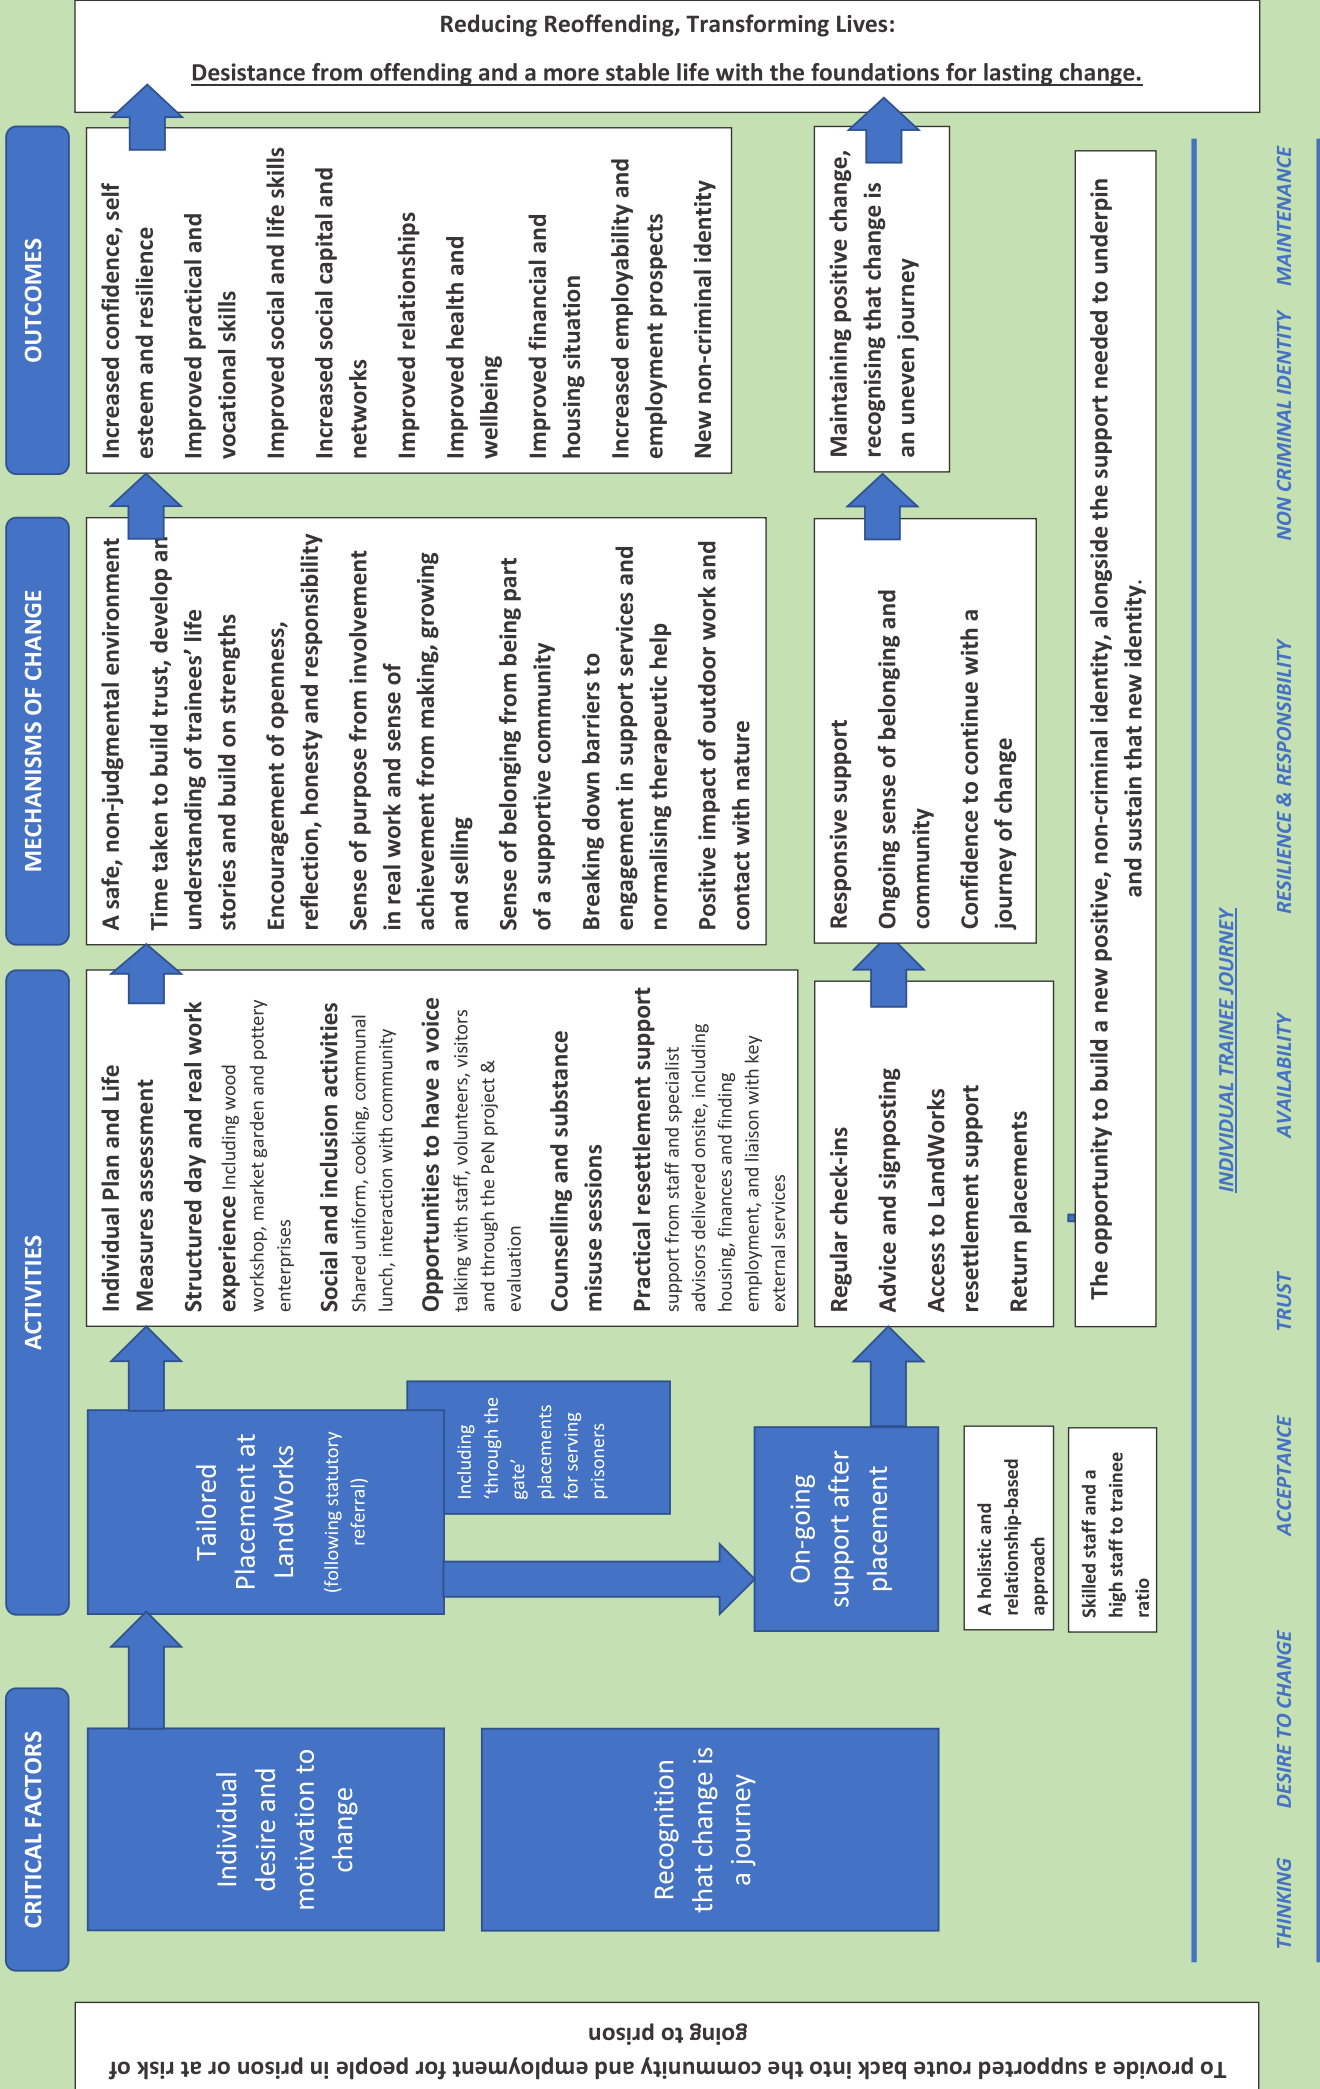 To provide a supported route back into the community and employment for people in prison or at risk of
going to prison
CRITICAL FACTORS
Individual
desire and
motivation to
change
Recognition
that change is
a journey
ACTIVITIES
Tailored
Placement at
LandWorks
(following statutory
referral)
Including
‘through the
gate’
placements
for serving
prisoners
On-going
support after
placement
A holistic and
relationship-based
approach
Skilled staff and a
high staff to trainee
ratio
Individual Plan and Life
Measures assessment
Structured day and real work
experience Including wood
workshop, market garden and pottery
enterprises
Social and inclusion activities
Shared uniform, cooking, communal
lunch, interaction with community
Opportunities to have a voice
talking with staff, volunteers, visitors
and through the PeN project &
evaluation
Counselling and substance
misuse sessions
Practical resettlement support
support from staff and specialist
advisors delivered onsite, including
housing, finances and finding
employment, and liaison with key
external services
Regular check-ins
Advice and signposting
Access to LandWorks
resettlement support
Return placements
MECHANISMS OF CHANGE
A safe, non-judgmental environment
Time taken to build trust, develop an
understanding of trainees’ life
stories and build on strengths
Encouragement of openness,
reflection, honesty and responsibility
Sense of purpose from involvement
in real work and sense of
achievement from making, growing
and selling
Sense of belonging from being part
of a supportive community
Breaking down barriers to
engagement in support services and
normalising therapeutic help
Positive impact of outdoor work and
contact with nature
Responsive support
Ongoing sense of belonging and
community
Confidence to continue with a
journey of change
OUTCOMES
Increased confidence, self
esteem and resilience
Improved practical and
vocational skills
Improved social and life skills
Increased social capital and
networks
Improved relationships
Improved health and
wellbeing
Improved financial and
housing situation
Increased employability and
employment prospects
New non-criminal identity
Maintaining positive change,
recognising that change is
an uneven journey
The opportunity to build a new positive, non-criminal identity, alongside the support needed to underpin
and sustain that new identity.
Reducing Reoffending, Transforming Lives:
Desistance from offending and a more stable life with the foundations for lasting change.
INDIVIDUAL TRAINEE JOURNEY
THINKING DESIRE TO CHANGE ACCEPTANCE TRUST AVAILABILITY RESILIENCE & RESPONSIBILITY NON CRIMINAL IDENTITY MAINTENANCE